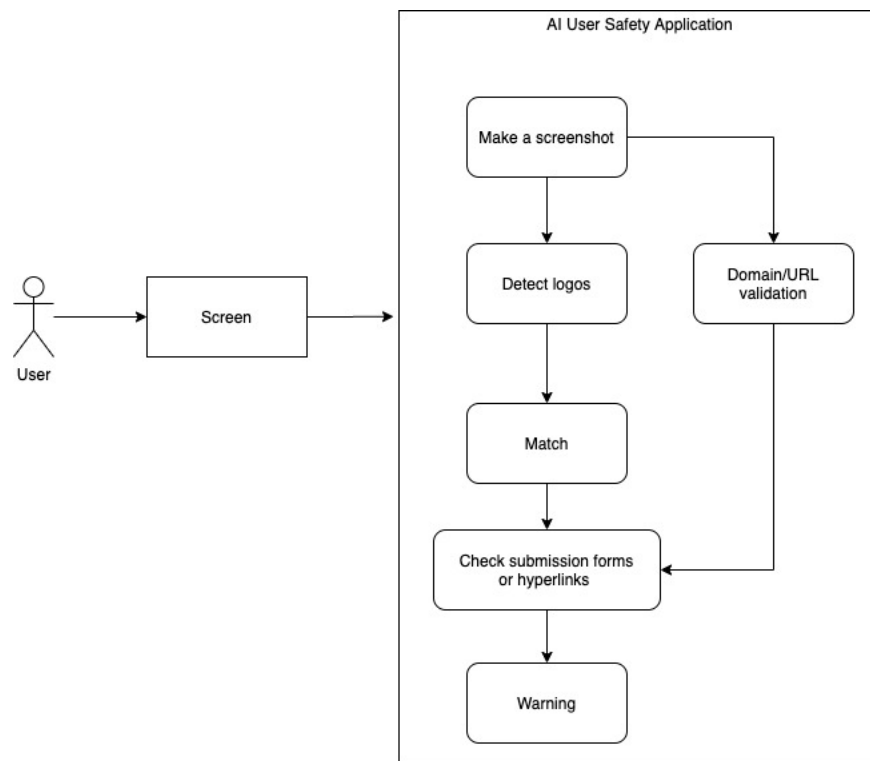 AI User Safety Application
Make a screenshot
Detect logos
Domain/URL
validation
Screen
User
Match
Check submission forms
or hyperlinks
Warning